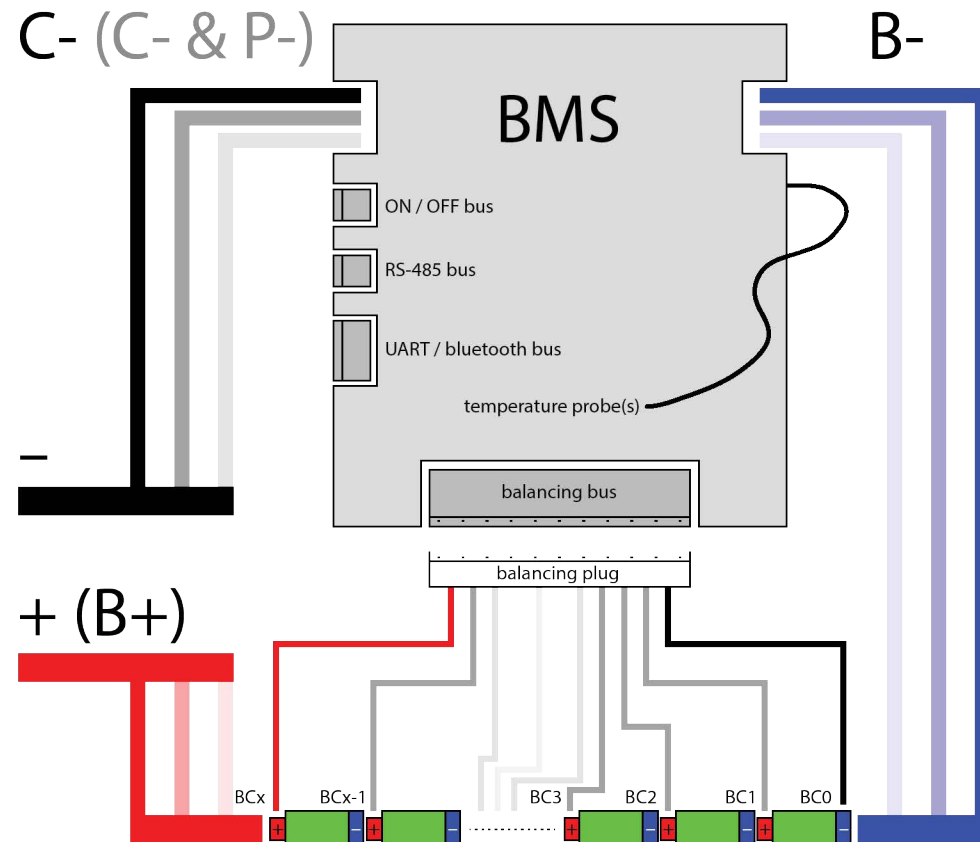 C- (C- & P-)
B-
BMS
ON / OFF bus
RS-485 bus
UART / bluetooth bus
temperature probe(s)
–
balancing bus
balancing plug
+ (B+)
BCx
BCx-1
BC3
BC2
BC1
BC0
+ – + – + – + – + –